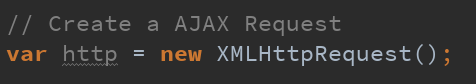 // Create a AJAX Request
var http = new XMLHttpRequest();